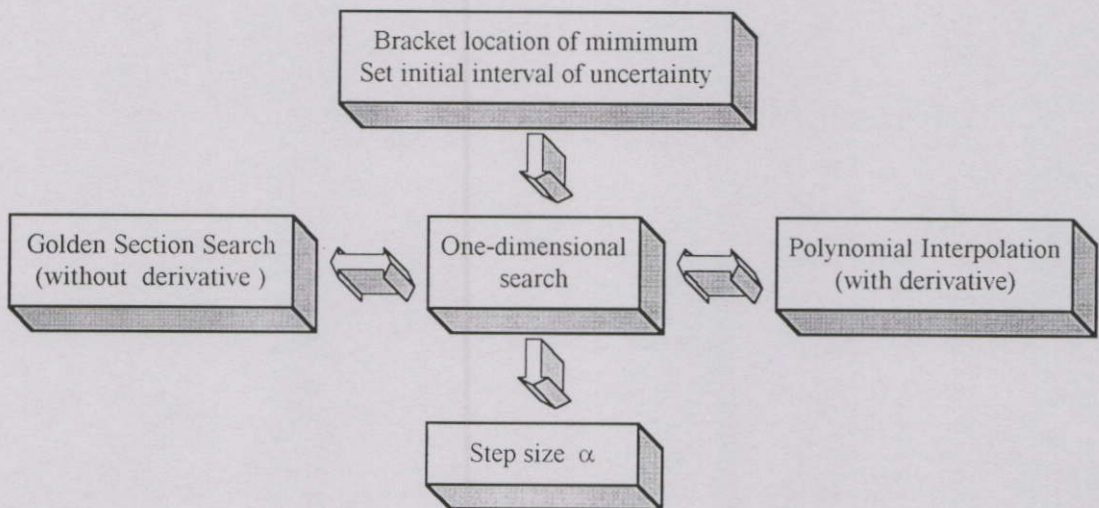 Bracket location of mimimum
Set initial interval of uncertainty
Golden Section Search
(without derivative )
One-dimensional
search
Polynomial Interpolation
(with derivative)
Step size α